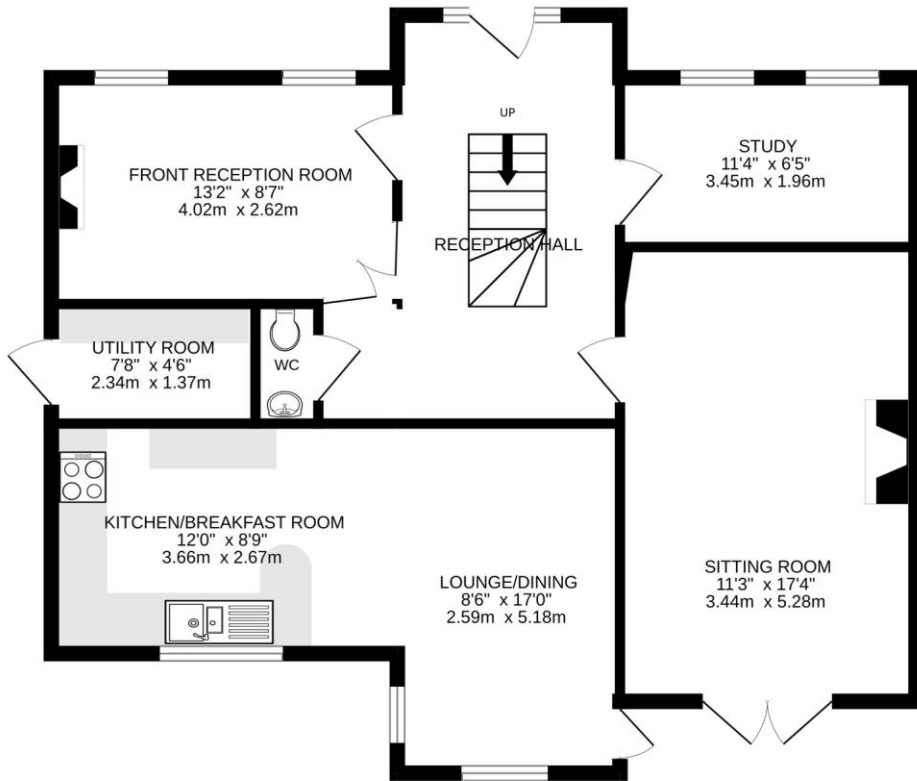 UP
FRONT RECEPTION ROOM
13'2" x 8'7"
4.02m x 2.62m
STUDY
11'4" x 6'5"
3.45m x 1.96m
RECEPTION HALL
UTILITY ROOM
7'8" x 4'6"
2.34m x 1.37m
WC
KITCHEN/BREAKFAST ROOM
12'0" x 8'9"
3.66m x 2.67m
LOUNGE/DINING
8'6" x 17'0"
2.59m x 5.18m
SITTING ROOM
11'3" x 17'4"
3.44m x 5.28m